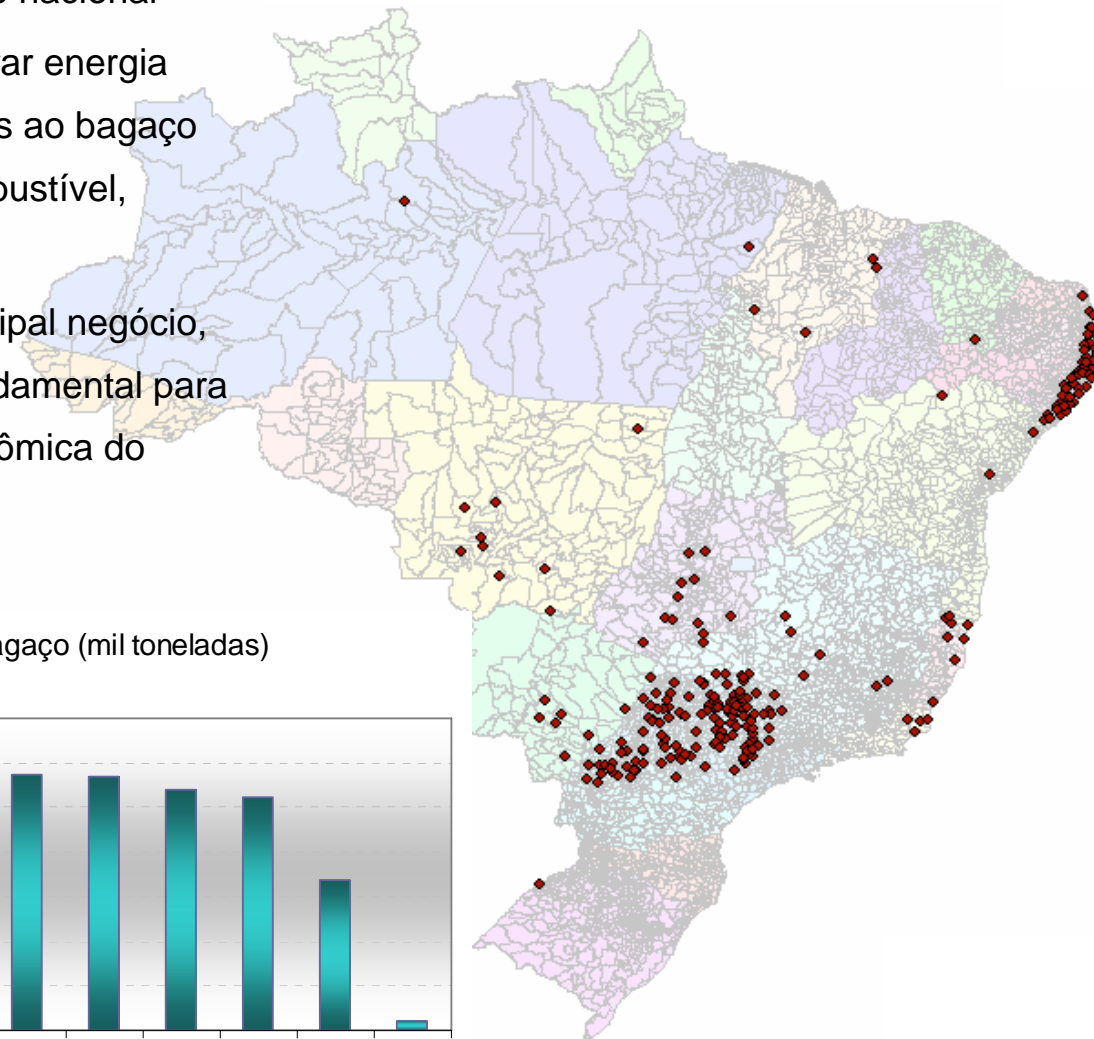 nacional
ar energia
s ao bagaço
bustível,
ipal negócio,
damental para
ômica do
agaço (mil toneladas)